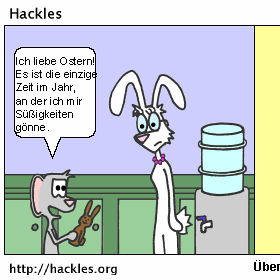 Hackles
Ich liebe Ostern!
Es ist die einzige
Zeit im Jahr,
an der ich mir
Süßigkeiten
gönne.
http://hackles.org
Über